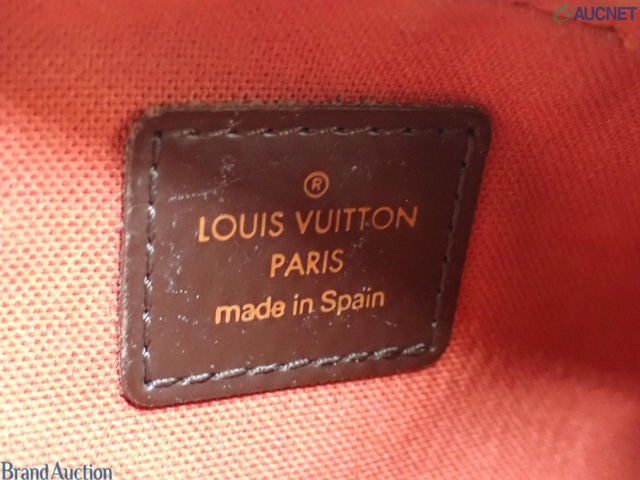 AUCNET
®
LOUIS VUITTON
PARIS
made in Spain
Brand Auction